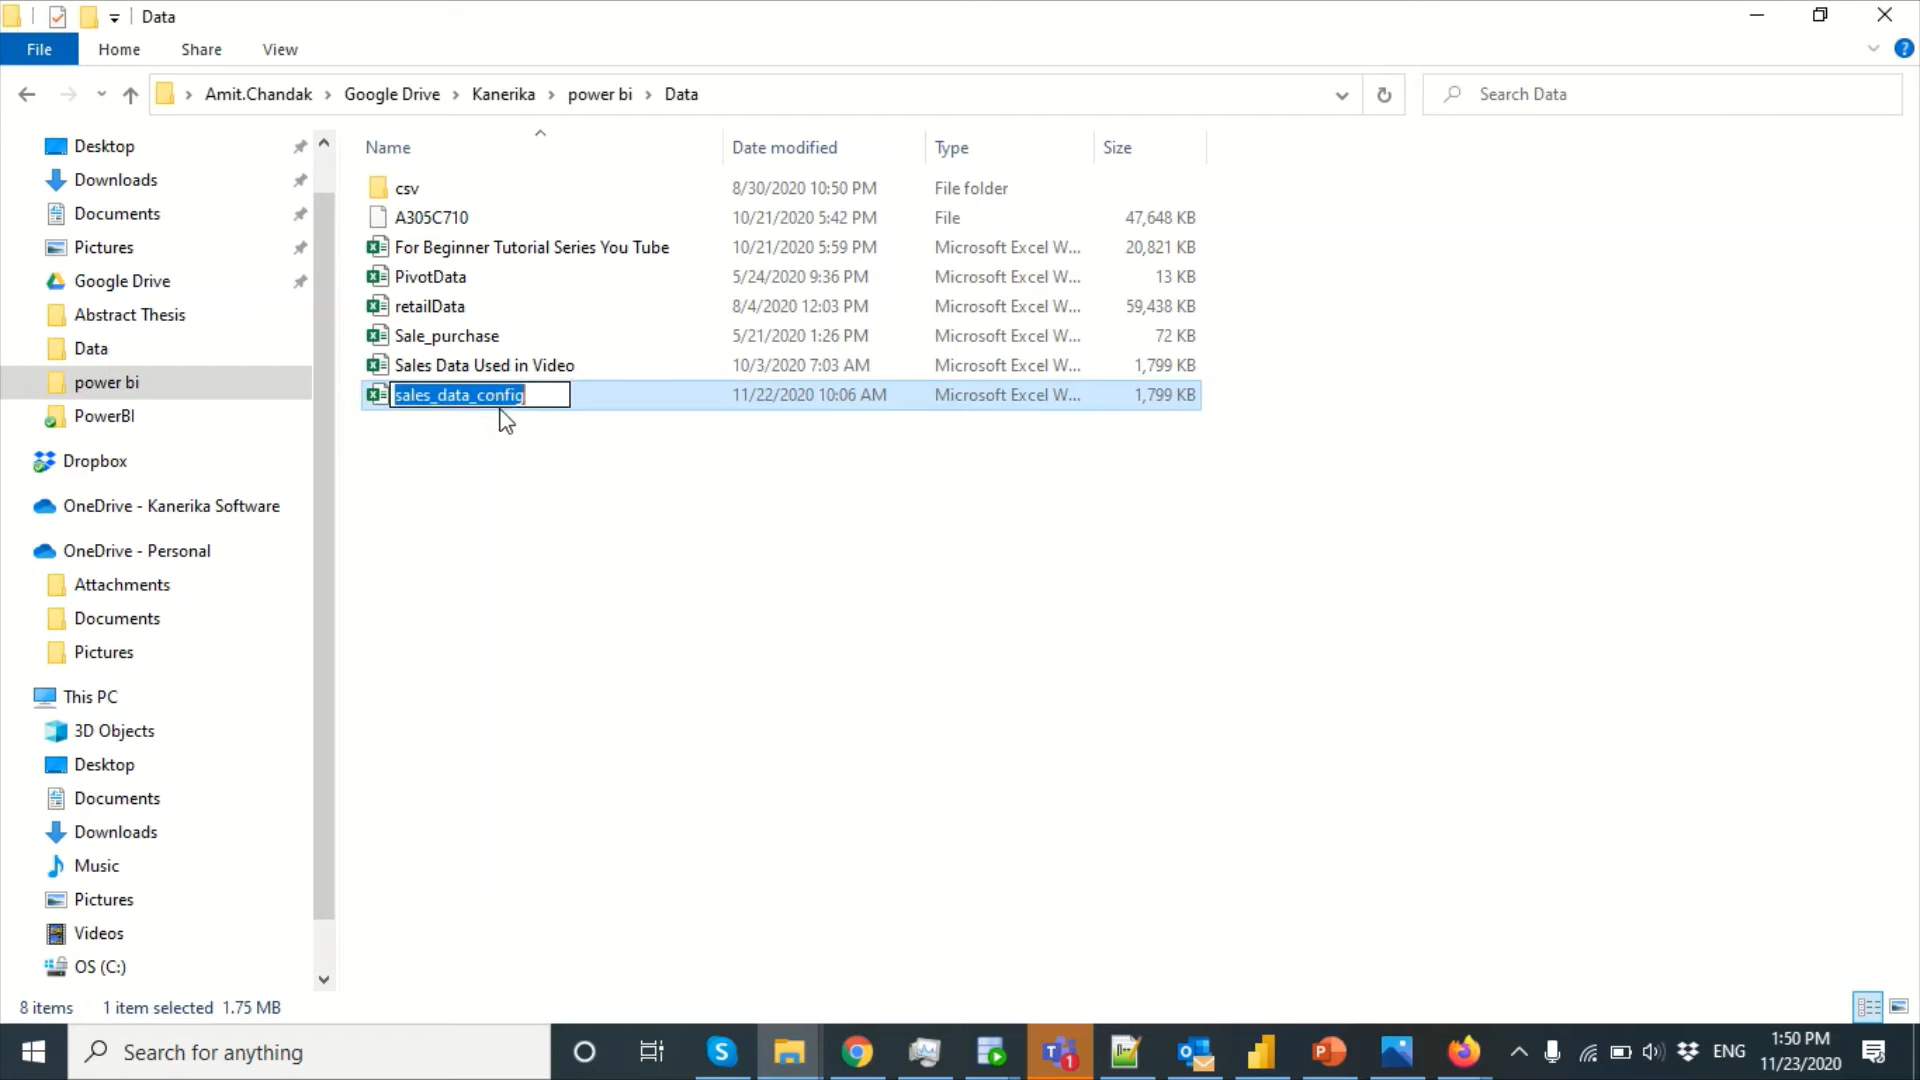 Data
File Home Share View
Amit.Chandak Google Drive Kanerika power bi Data
Search Data
Name Date modified Type Size
csv 8/30/2020 10:50 PM File folder
A305C710 10/21/2020 5:42 PM File 47,648 KB
For Beginner Tutorial Series You Tube 10/21/2020 5:59 PM Microsoft Excel W... 20,821 KB
PivotData 5/24/2020 9:36 PM Microsoft Excel W... 13 KB
retailData 8/4/2020 12:03 PM Microsoft Excel W... 59,438 KB
Sale_purchase 5/21/2020 1:26 PM Microsoft Excel W... 72 KB
Sales Data Used in Video 10/3/2020 7:03 AM Microsoft Excel W... 1,799 KB
sales_data_config 11/22/2020 10:06 AM Microsoft Excel W... 1,799 KB
Desktop
Downloads
Documents
Pictures
Google Drive
Abstract Thesis
Data
power bi
PowerBI
Dropbox
OneDrive - Kanerika Software
OneDrive - Personal
Attachments
Documents
Pictures
This PC
3D Objects
Desktop
Documents
Downloads
Music
Pictures
Videos
OS (C:)
8 items 1 item selected 1.75 MB
Search for anything
1
ENG
1:50 PM
11/23/2020